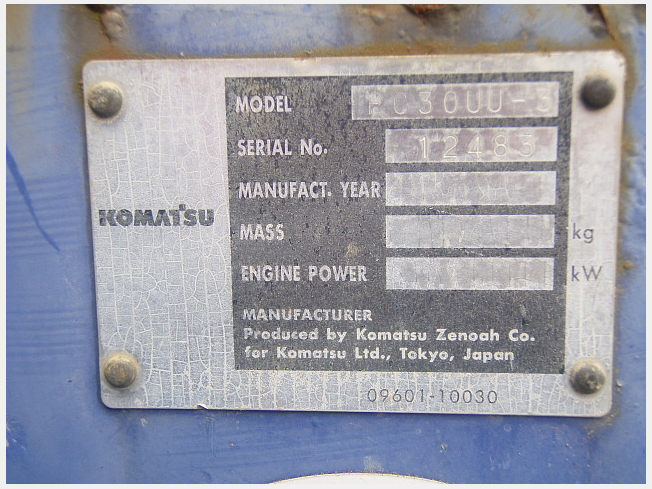 MODEL PC30UU-3
SERIAL No. 12483
MANUFACT. YEAR
KOMATSU
MASS kg
ENGINE POWER kW
MANUFACTURER
Produced by Komatsu Zenoah Co.
for Komatsu Ltd., Tokyo, Japan
09601-10030